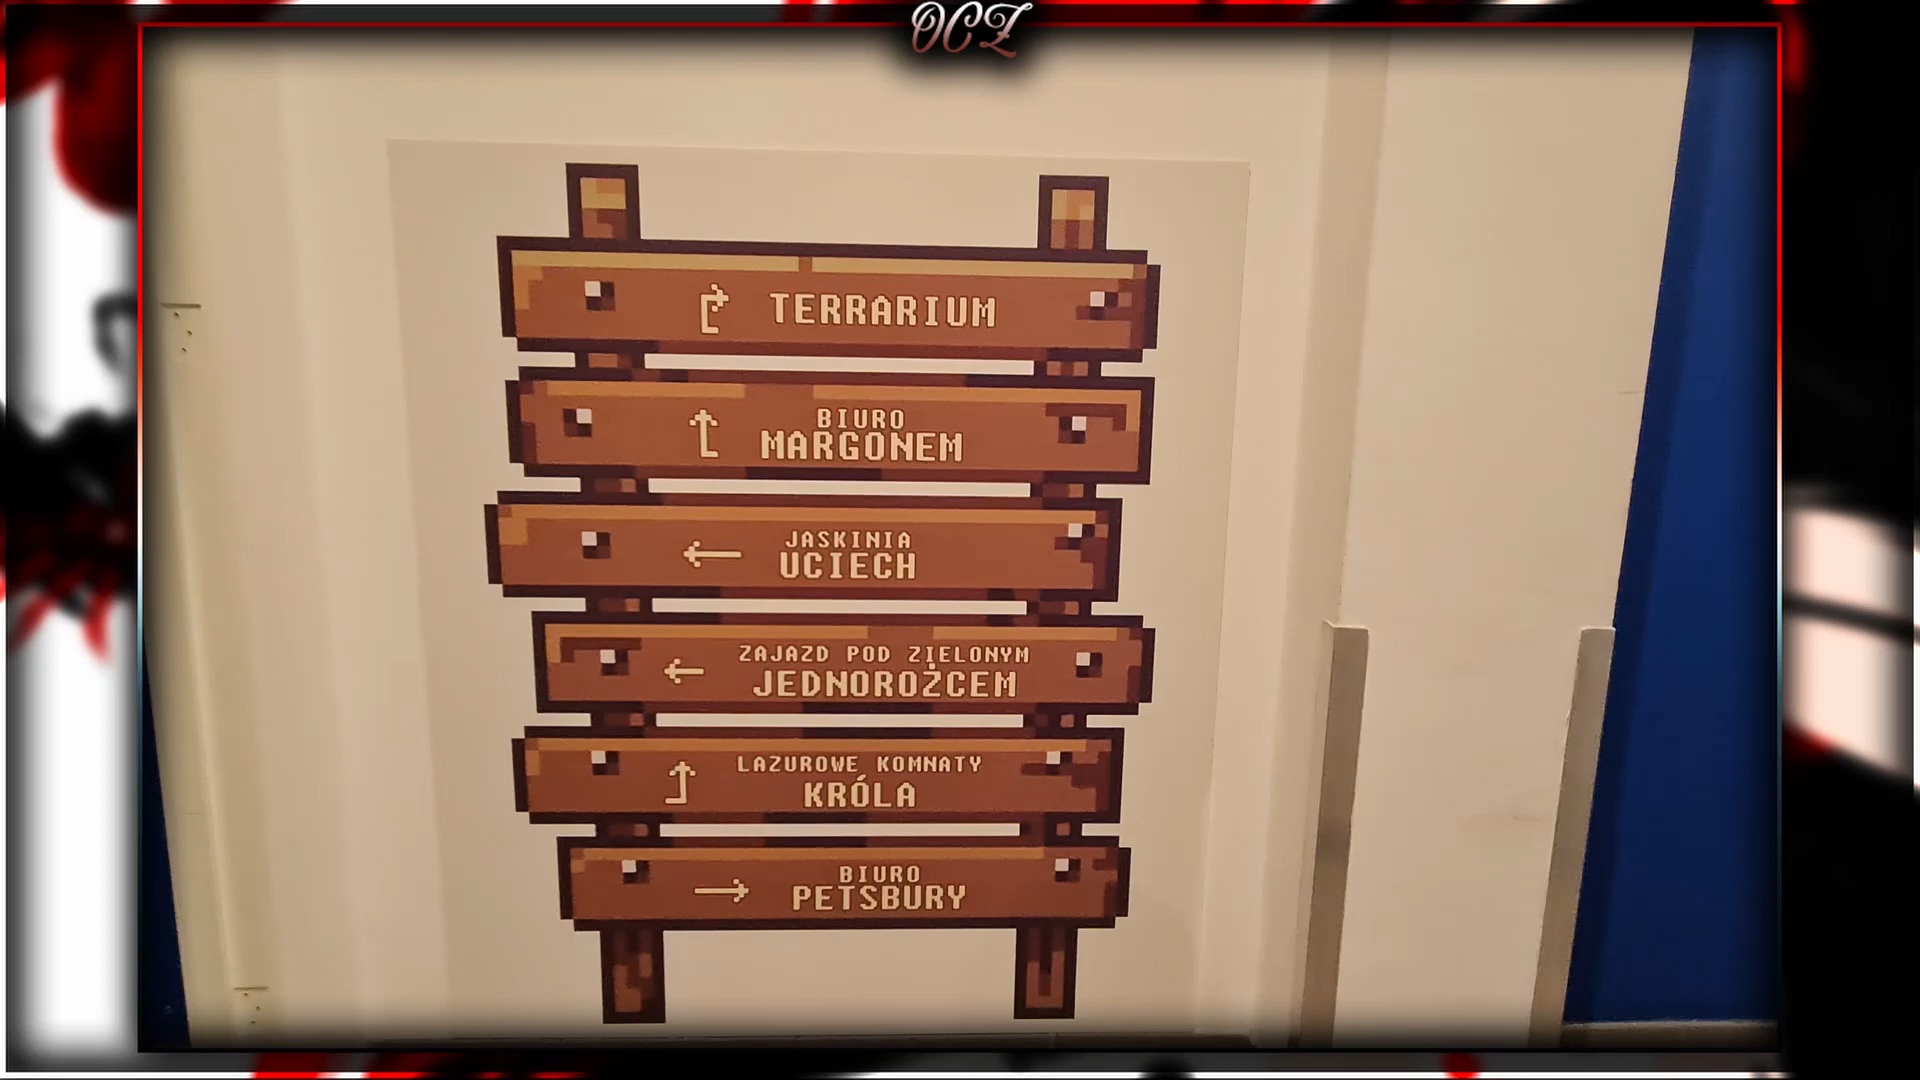 OCZ
TERRARIUM
BIURO
MARGONEM
JASKINIA
UCIECH
ZAJAZD POD ZIELONYM
JEDNOROŻCEM
LAZUROWE KOMNATY
KRÓLA
BIURO
PETSBURY